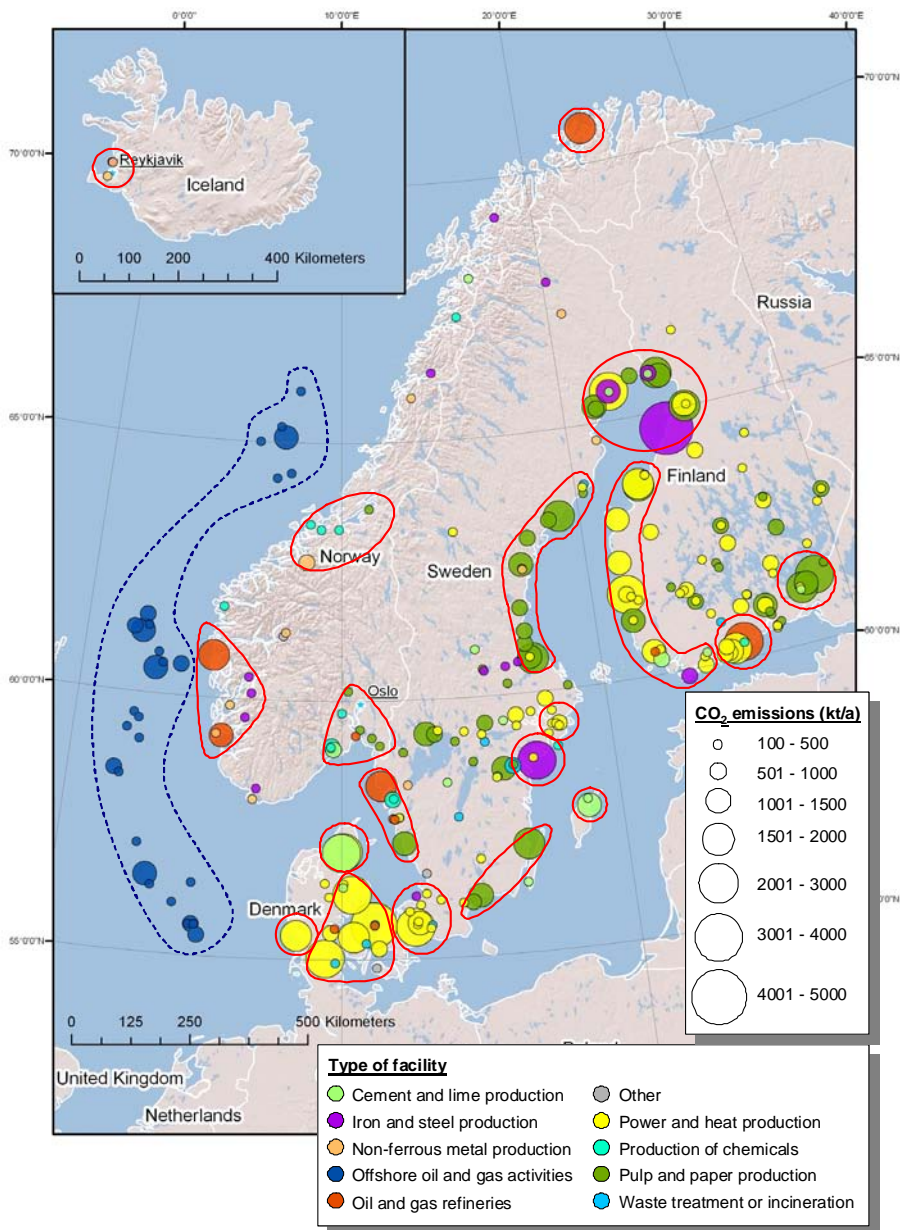 0°0'0"
10°0'0"E
20°0'0"E
30°0'0"E
40°0'0"E
70°0'0"N
70°0'0"N
Reykjavik
Iceland
0 100 200 400 Kilometers
Russia
65°0'0"N
65°0'0"N
Finland
Norway
Sweden
60°0'0"N
60°0'0"N
Oslo
CO2 emissions (kt/a)
100 - 500
501 - 1000
1001 - 1500
1501 - 2000
2001 - 3000
3001 - 4000
4001 - 5000
Denmark
55°0'0"N
0 125 250 500 Kilometers
United Kingdom
Netherlands
Type of facility
Cement and lime production
Iron and steel production
Non-ferrous metal production
Offshore oil and gas activities
Oil and gas refineries
Other
Power and heat production
Production of chemicals
Pulp and paper production
Waste treatment or incineration